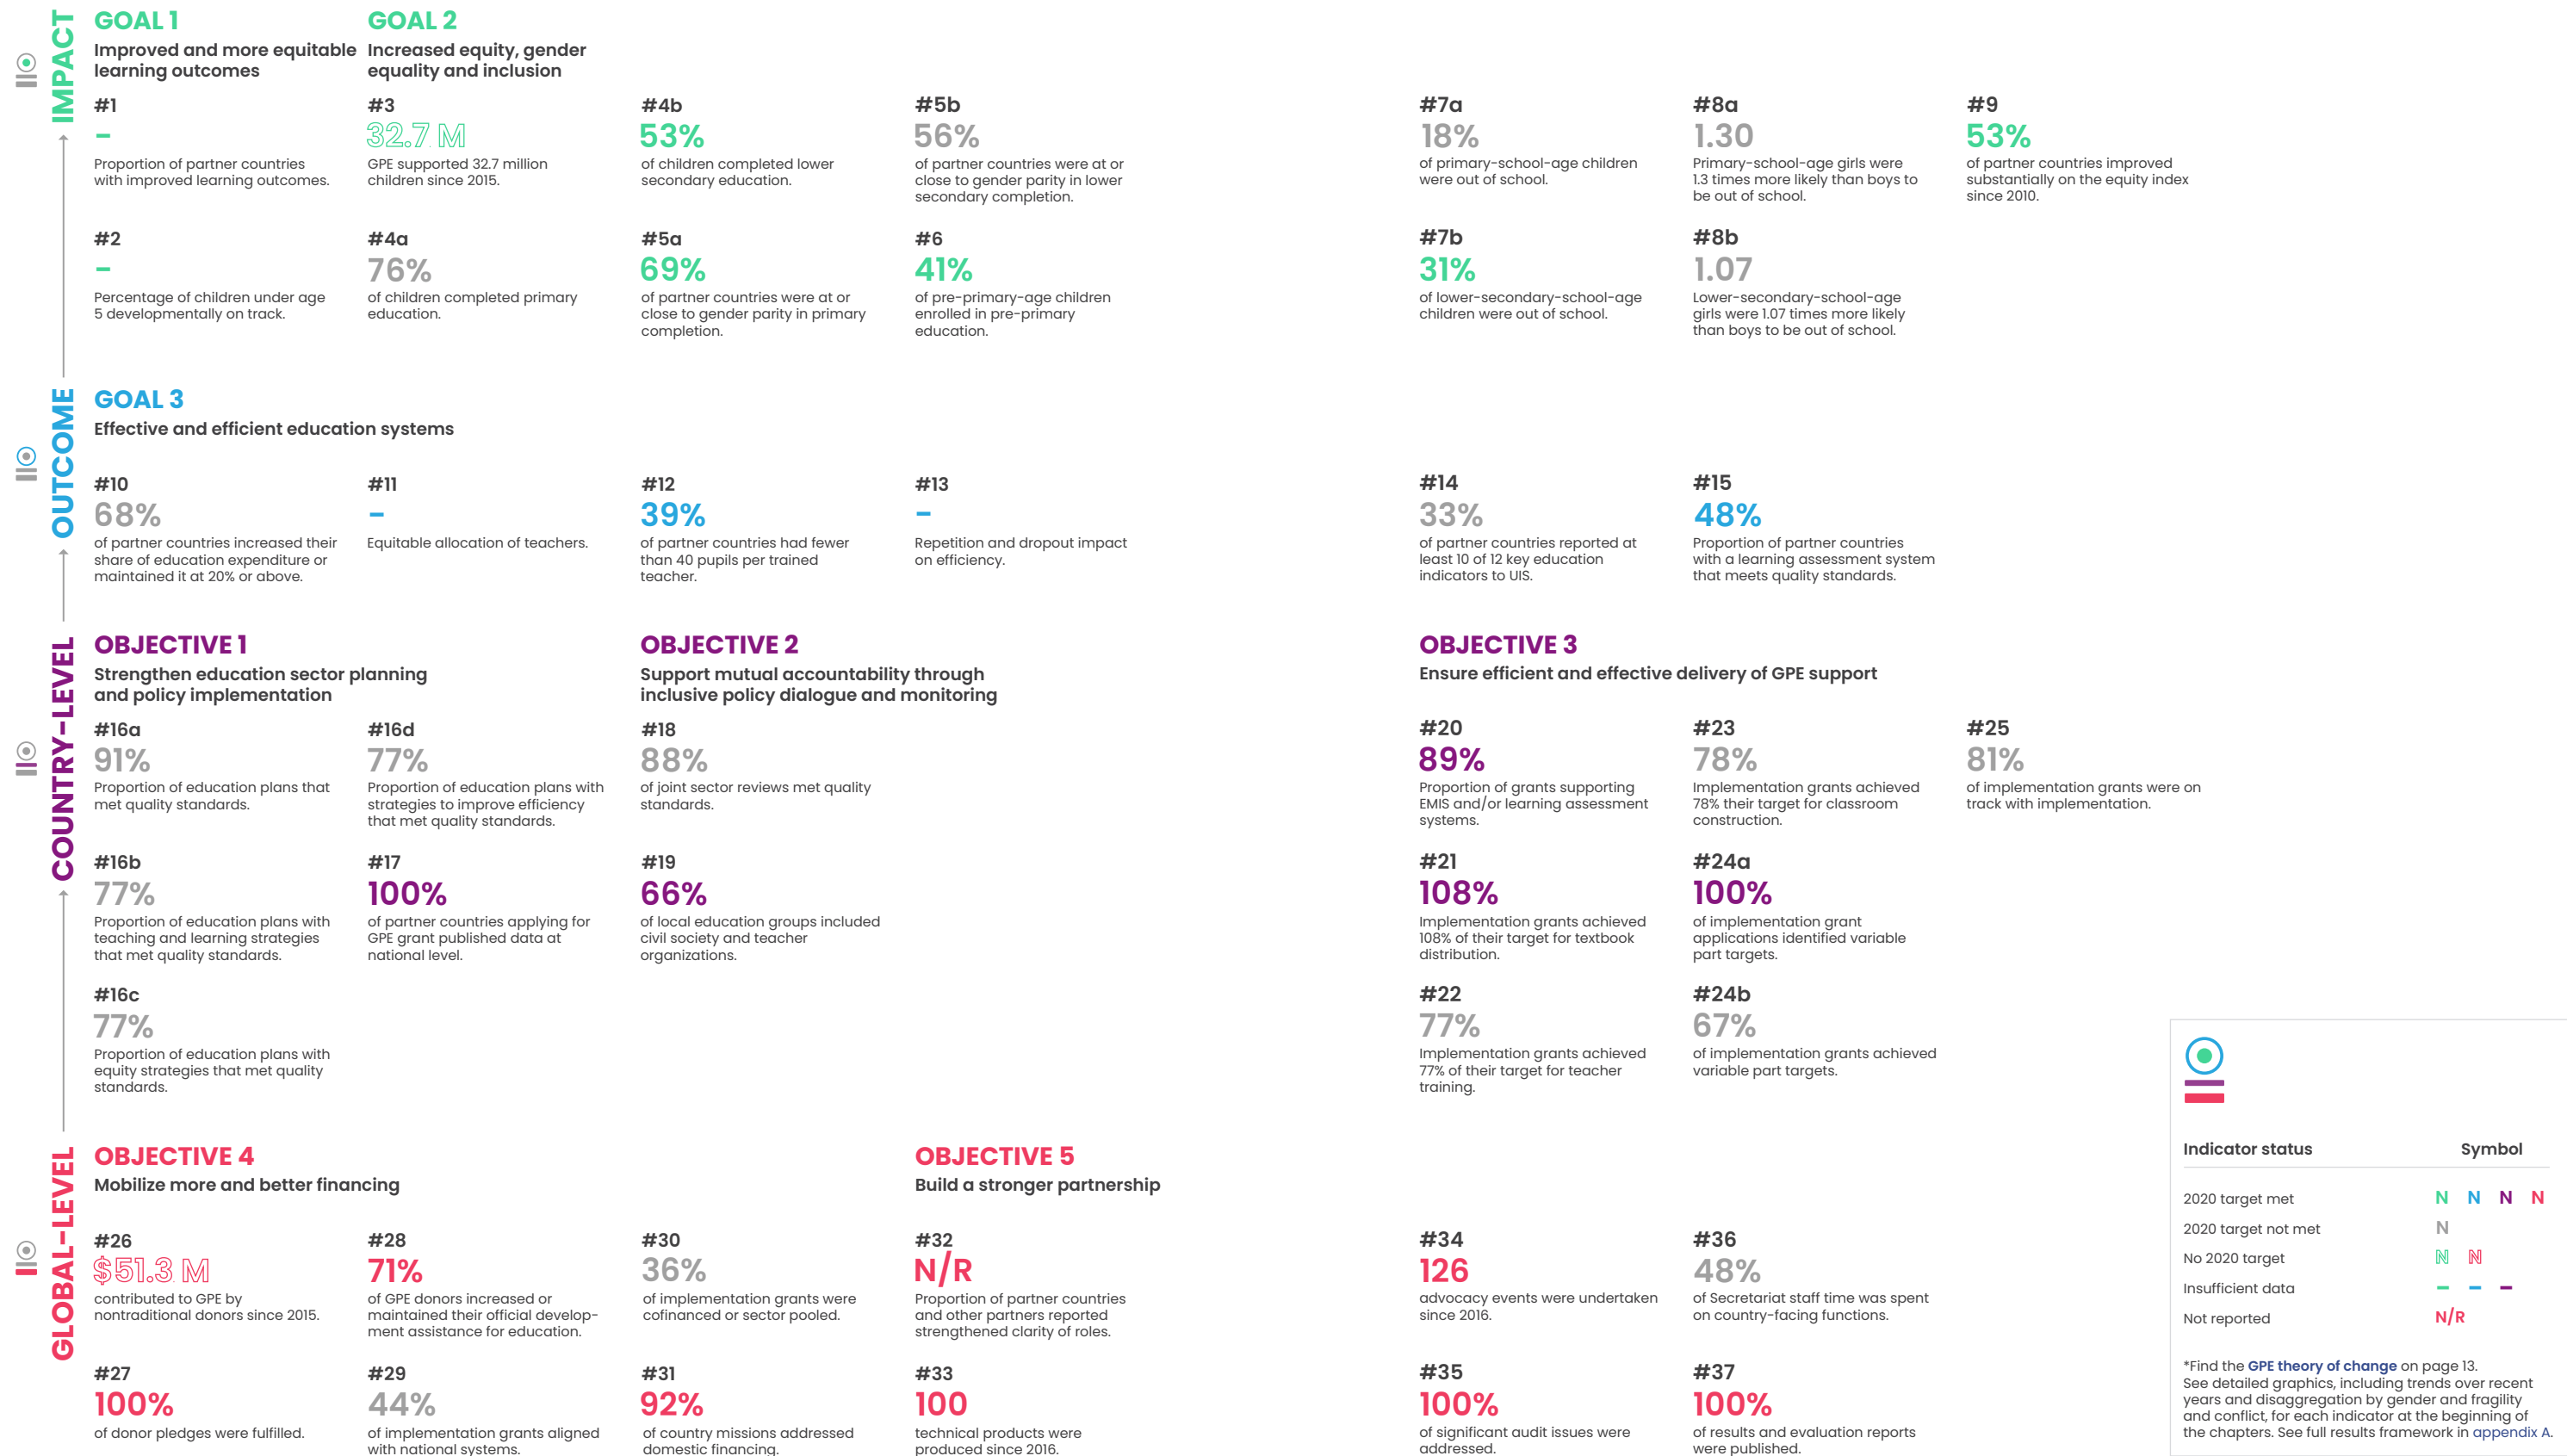 IMPACT
GOAL 1
Improved and more equitable
learning outcomes
GOAL 2
Increased equity, gender
equality and inclusion
#1
–
Proportion of partner countries
with improved learning outcomes.
#3
32.7 M
GPE supported 32.7 million
children since 2015.
#4b
53%
of children completed lower
secondary education.
#5b
56%
of partner countries were at or
close to gender parity in lower
secondary completion.
#7a
18%
of primary-school-age children
were out of school.
#8a
1.30
Primary-school-age girls were
1.3 times more likely than boys to
be out of school.
#9
53%
of partner countries improved
substantially on the equity index
since 2010.
#2
–
Percentage of children under age
5 developmentally on track.
#4a
76%
of children completed primary
education.
#5a
69%
of partner countries were at or
close to gender parity in primary
completion.
#6
41%
of pre-primary-age children
enrolled in pre-primary
education.
#7b
31%
of lower-secondary-school-age
children were out of school.
#8b
1.07
Lower-secondary-school-age
girls were 1.07 times more likely
than boys to be out of school.
OUTCOME
GOAL 3
Effective and efficient education systems
#10
68%
of partner countries increased their
share of education expenditure or
maintained it at 20% or above.
#11
–
Equitable allocation of teachers.
#12
39%
of partner countries had fewer
than 40 pupils per trained
teacher.
#13
–
Repetition and dropout impact
on efficiency.
#14
33%
of partner countries reported at
least 10 of 12 key education
indicators to UIS.
#15
48%
Proportion of partner countries
with a learning assessment system
that meets quality standards.
COUNTRY-LEVEL
OBJECTIVE 1
Strengthen education sector planning
and policy implementation
OBJECTIVE 2
Support mutual accountability through
inclusive policy dialogue and monitoring
OBJECTIVE 3
Ensure efficient and effective delivery of GPE support
#16a
91%
Proportion of education plans that
met quality standards.
#16d
77%
Proportion of education plans with
strategies to improve efficiency
that met quality standards.
#18
88%
of joint sector reviews met quality
standards.
#20
89%
Proportion of grants supporting
EMIS and/or learning assessment
systems.
#23
78%
Implementation grants achieved
78% their target for classroom
construction.
#25
81%
of implementation grants were on
track with implementation.
#16b
77%
Proportion of education plans with
teaching and learning strategies
that met quality standards.
#17
100%
of partner countries applying for
GPE grant published data at
national level.
#19
66%
of local education groups included
civil society and teacher
organizations.
#21
108%
Implementation grants achieved
108% of their target for textbook
distribution.
#24a
100%
of implementation grant
applications identified variable
part targets.
#16c
77%
Proportion of education plans with
equity strategies that met quality
standards.
#22
77%
Implementation grants achieved
77% of their target for teacher
training.
#24b
67%
of implementation grants achieved
variable part targets.
GLOBAL-LEVEL
OBJECTIVE 4
Mobilize more and better financing
OBJECTIVE 5
Build a stronger partnership
#26
$51.3 M
contributed to GPE by
nontraditional donors since 2015.
#28
71%
of GPE donors increased or
maintained their official develop-
ment assistance for education.
#30
36%
of implementation grants were
cofinanced or sector pooled.
#32
N/R
Proportion of partner countries
and other partners reported
strengthened clarity of roles.
#34
126
advocacy events were undertaken
since 2016.
#36
48%
of Secretariat staff time was spent
on country-facing functions.
#27
100%
of donor pledges were fulfilled.
#29
44%
of implementation grants aligned
with national systems.
#31
92%
of country missions addressed
domestic financing.
#33
100
technical products were
produced since 2016.
#35
100%
of significant audit issues were
addressed.
#37
100%
of results and evaluation reports
were published.
Indicator status Symbol
2020 target met N N N N
2020 target not met N
No 2020 target N N
Insufficient data – – –
Not reported N/R
*Find the GPE theory of change on page 13.
See detailed graphics, including trends over recent
years and disaggregation by gender and fragility
and conflict, for each indicator at the beginning of
the chapters. See full results framework in appendix A.